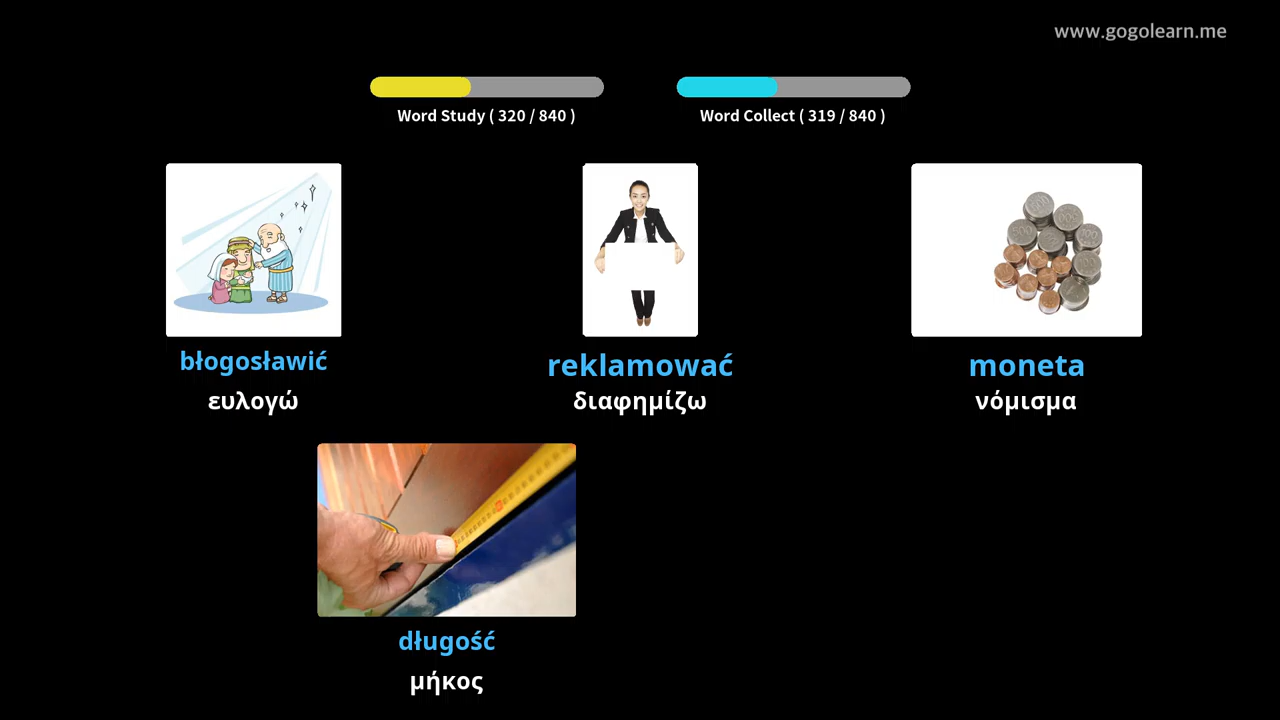 www.gogolearn.me
Word Study ( 320 / 840 )
Word Collect ( 319 / 840 )
błogosławić
ευλογώ
reklamować
διαφημίζω
moneta
νόμισμα
długość
μήκος